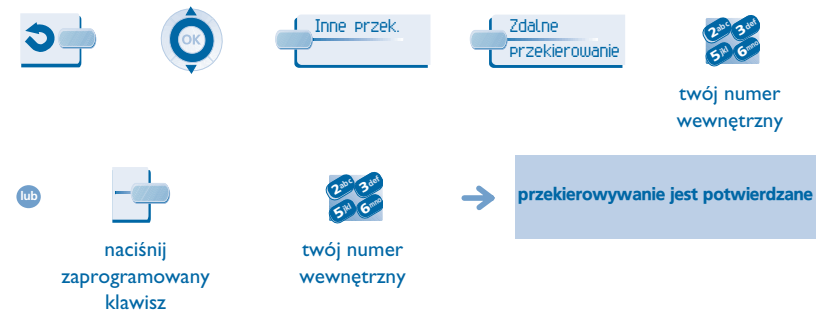 OK
Inne przek.
Zdalne
przekierowanie
2abc 3def
5jkl 6mno
twój numer
wewnętrzny
lub
2abc 3def
5jkl 6mno
przekierowywanie jest potwierdzane
naciśnij
zaprogramowany
klawisz
twój numer
wewnętrzny